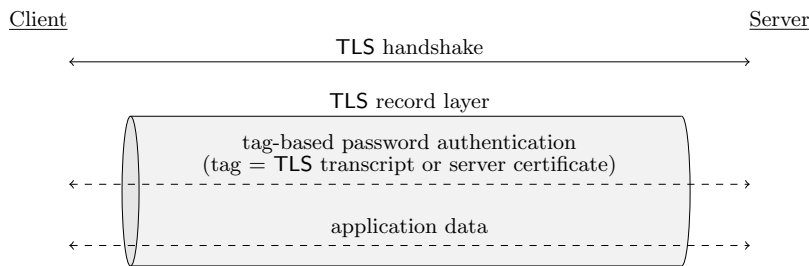 Client
Server
TLS handshake
TLS record layer
tag-based password authentication
(tag = TLS transcript or server certificate)
application data